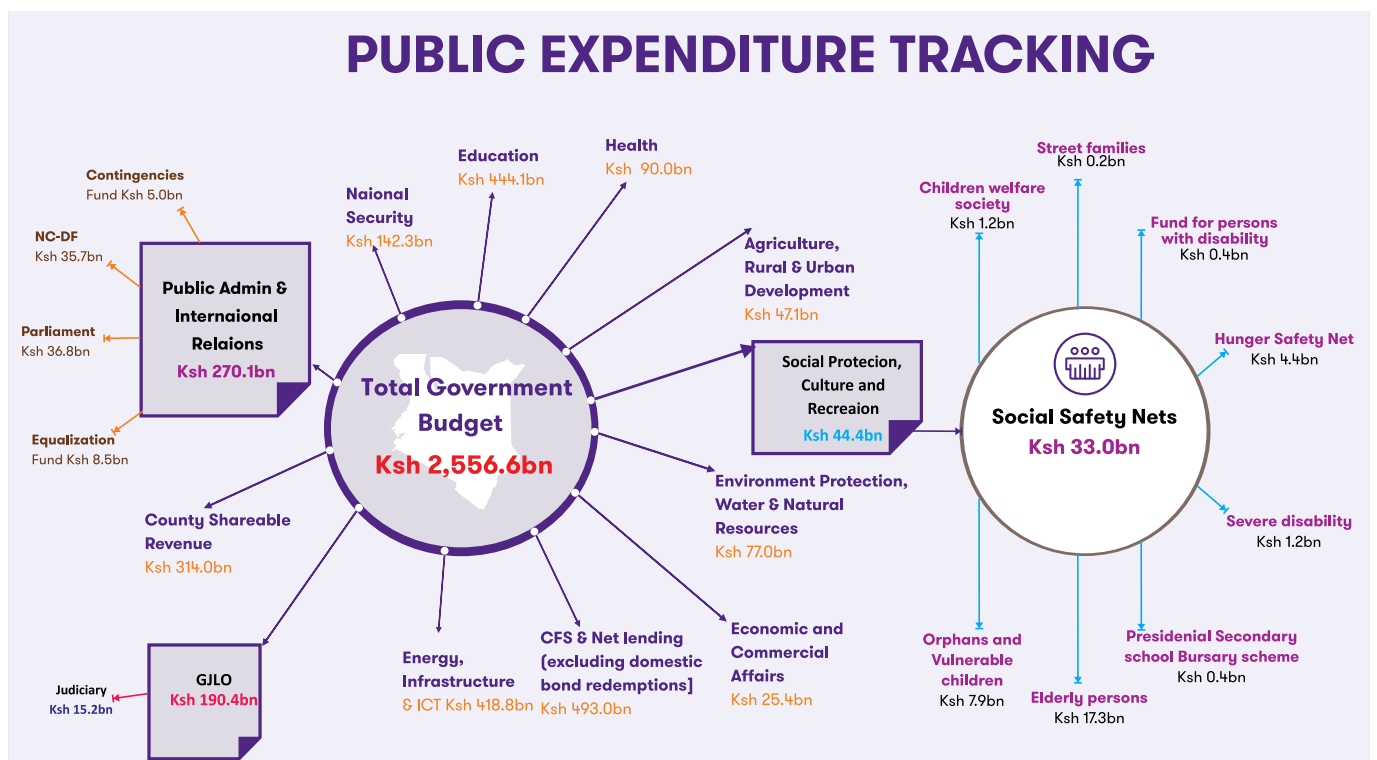 PUBLIC EXPENDITURE TRACKING
Contingencies
Fund Ksh 5.0bn
NC-DF
Ksh 35.7bn
Parliament
Ksh 36.8bn
Equalization
Fund Ksh 8.5bn
Public Admin &
Internaional
Relaions
Ksh 270.1bn
Naional
Security
Ksh 142.3bn
Education
Ksh 444.1bn
Health
Ksh 90.0bn
Agriculture,
Rural & Urban
Development
Ksh 47.1bn
Total Government
Budget
Ksh 2,556.6bn
Social Protecion,
Culture and
Recreaion
Ksh 44.4bn
Environment Protection,
Water & Natural
Resources
Ksh 77.0bn
Economic and
Commercial
Affairs
Ksh 25.4bn
CFS & Net lending
(excluding domestic
bond redemptions]
Ksh 493.0bn
Energy,
Infrastructure
& ICT Ksh 418.8bn
County Shareable
Revenue
Ksh 314.0bn
GJLO
Ksh 190.4bn
Judiciary
Ksh 15.2bn
Social Safety Nets
Ksh 33.0bn
Children welfare
society
Ksh 1.2bn
Street families
Ksh 0.2bn
Fund for persons
with disability
Ksh 0.4bn
Hunger Safety Net
Ksh 4.4bn
Severe disability
Ksh 1.2bn
Presidenial Secondary
school Bursary scheme
Ksh 0.4bn
Elderly persons
Ksh 17.3bn
Orphans and
Vulnerable
children
Ksh 7.9bn